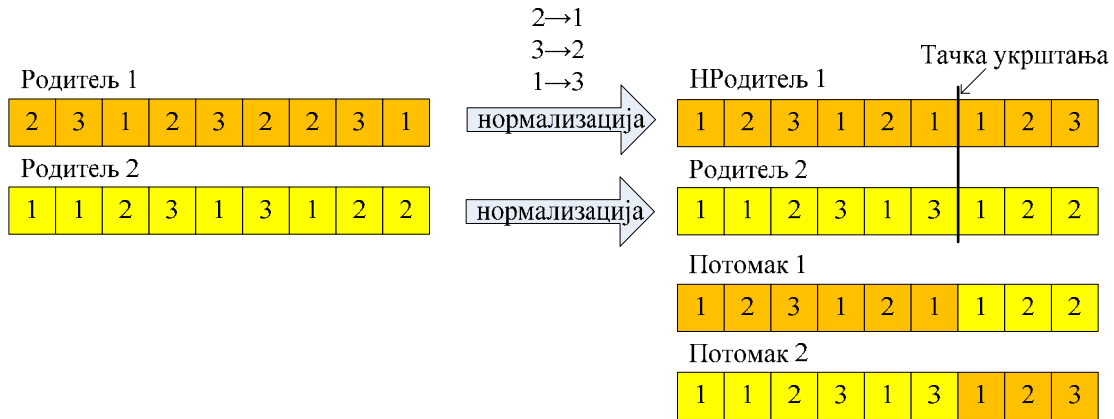 2→1
3→2
1→3
Родитељ 1
2 3 1 2 3 2 2 3 1
нормализација
Тачка укрштања
НРодитељ 1
1 2 3 1 2 1 1 2 3
Родитељ 2
1 1 2 3 1 3 1 2 2
нормализација
Родитељ 2
1 1 2 3 1 3 1 2 2
Потомак 1
1 2 3 1 2 1 1 2 2
Потомак 2
1 1 2 3 1 3 1 2 3